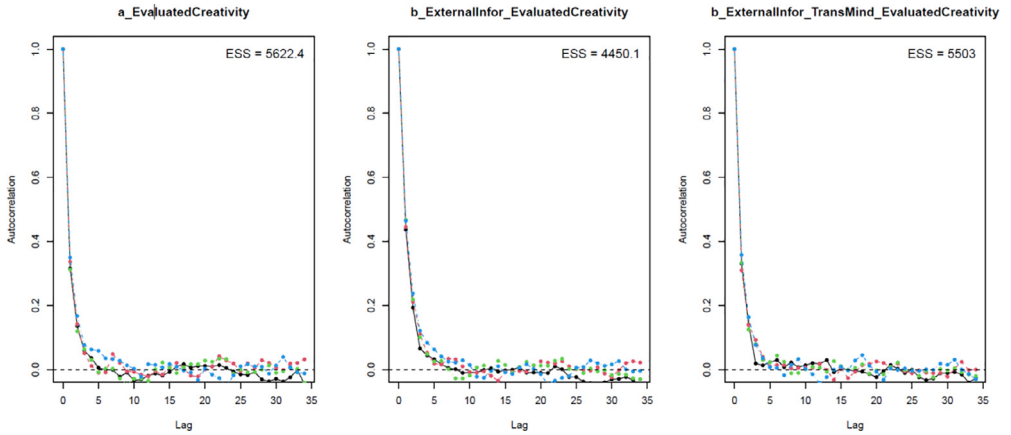 a_EvaluatedCreativity
ESS = 5622.4
Autocorrelation
1.0
0.8
0.6
0.4
0.2
0.0
0 5 10 15 20 25 30 35
Lag
b_ExternalInfor_EvaluatedCreativity
ESS = 4450.1
Autocorrelation
1.0
0.8
0.6
0.4
0.2
0.0
0 5 10 15 20 25 30 35
Lag
b_ExternalInfor_TransMind_EvaluatedCreativity
ESS = 5503
Autocorrelation
1.0
0.8
0.6
0.4
0.2
0.0
0 5 10 15 20 25 30 35
Lag